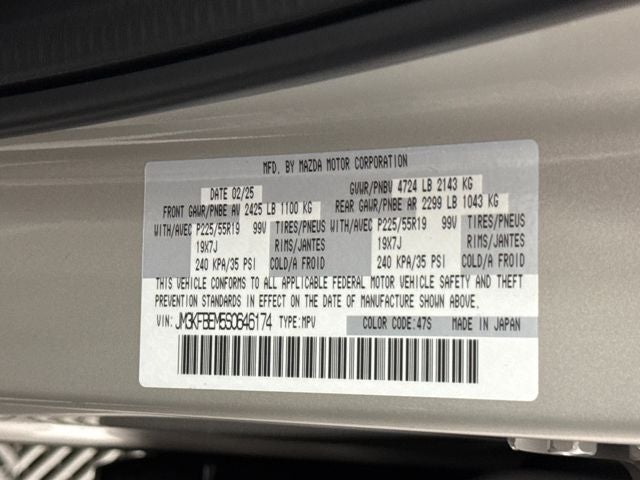 MFD. BY MAZDA MOTOR CORPORATION
DATE 02/25 GVWR/PNBV 4724 LB 2143 KG
FRONT GAWR/PNBE AV 2425 LB 1100 KG REAR GAWR/PNBE AR 2299 LB 1043 KG
WITH/AVEC P225/55R19 99V TIRES/PNEUS WITH/AVEC P225/55R19 99V TIRES/PNEUS
19X7J RIMS/JANTES 19X7J RIMS/JANTES
240 KPA/35 PSI COLD/A FROID 240 KPA/35 PSI COLD/A FROID
THIS VEHICLE CONFORMS TO ALL APPLICABLE FEDERAL MOTOR VEHICLE SAFETY AND THEFT
PREVENTION STANDARDS IN EFFECT ON THE DATE OF MANUFACTURE SHOWN ABOVE.
VIN: JM3KFBEM5S0646174 TYPE:MPV COLOR CODE:47S MADE IN JAPAN